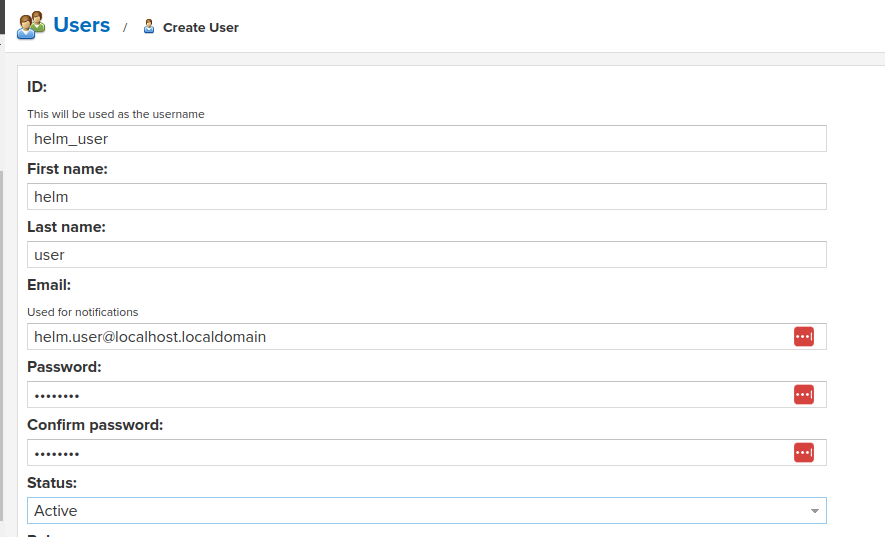 Users / Create User
ID:
This will be used as the username
helm_user
First name:
helm
Last name:
user
Email:
Used for notifications
helm.user@localhost.localdomain
Password:
••••••••
Confirm password:
••••••••
Status:
Active